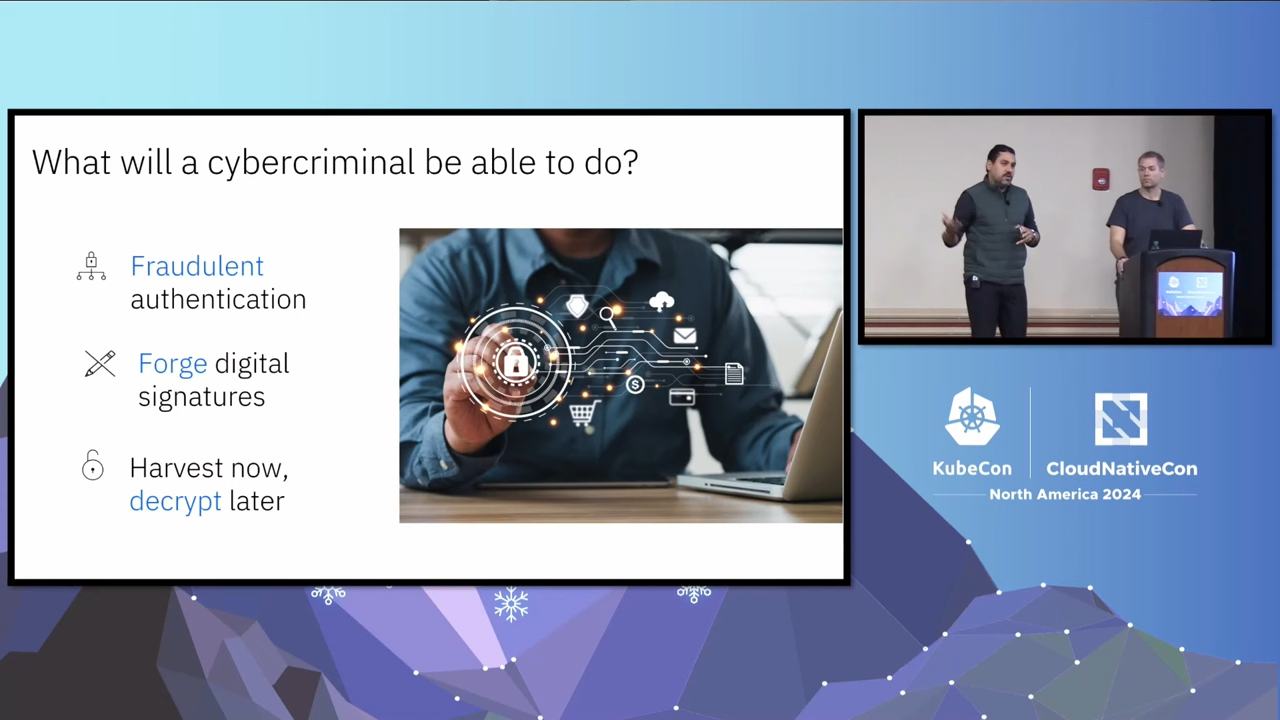 What will a cybercriminal be able to do?
Fraudulent
authentication
Forge digital
signatures
Harvest now,
decrypt later
$
KubeCon
CloudNativeCon
North America 2024